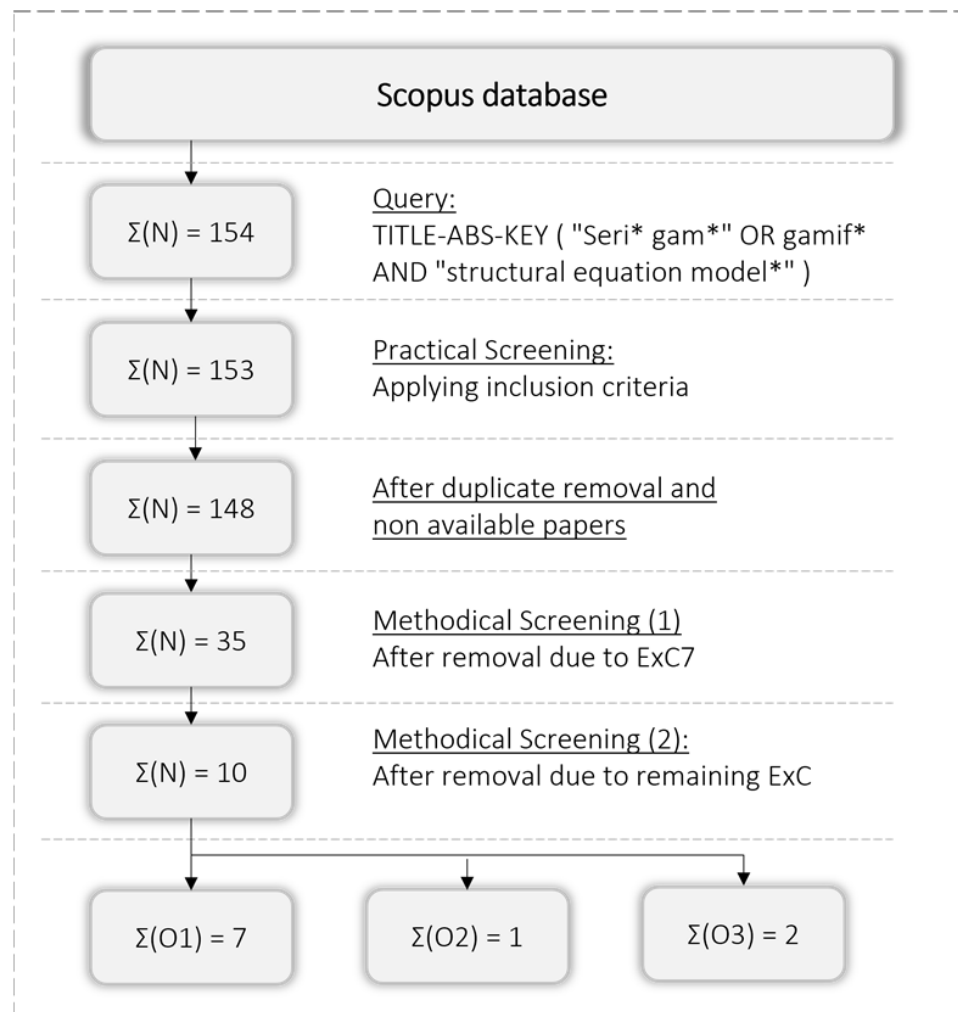 Scopus database
Σ(N) = 154
Query:
TITLE-ABS-KEY ( "Seri* gam*" OR gamif*
AND "structural equation model*" )
Σ(N) = 153
Practical Screening:
Applying inclusion criteria
Σ(N) = 148
After duplicate removal and
non available papers
Σ(N) = 35
Methodical Screening (1)
After removal due to ExC7
Σ(N) = 10
Methodical Screening (2):
After removal due to remaining ExC
Σ(O1) = 7
Σ(O2) = 1
Σ(O3) = 2